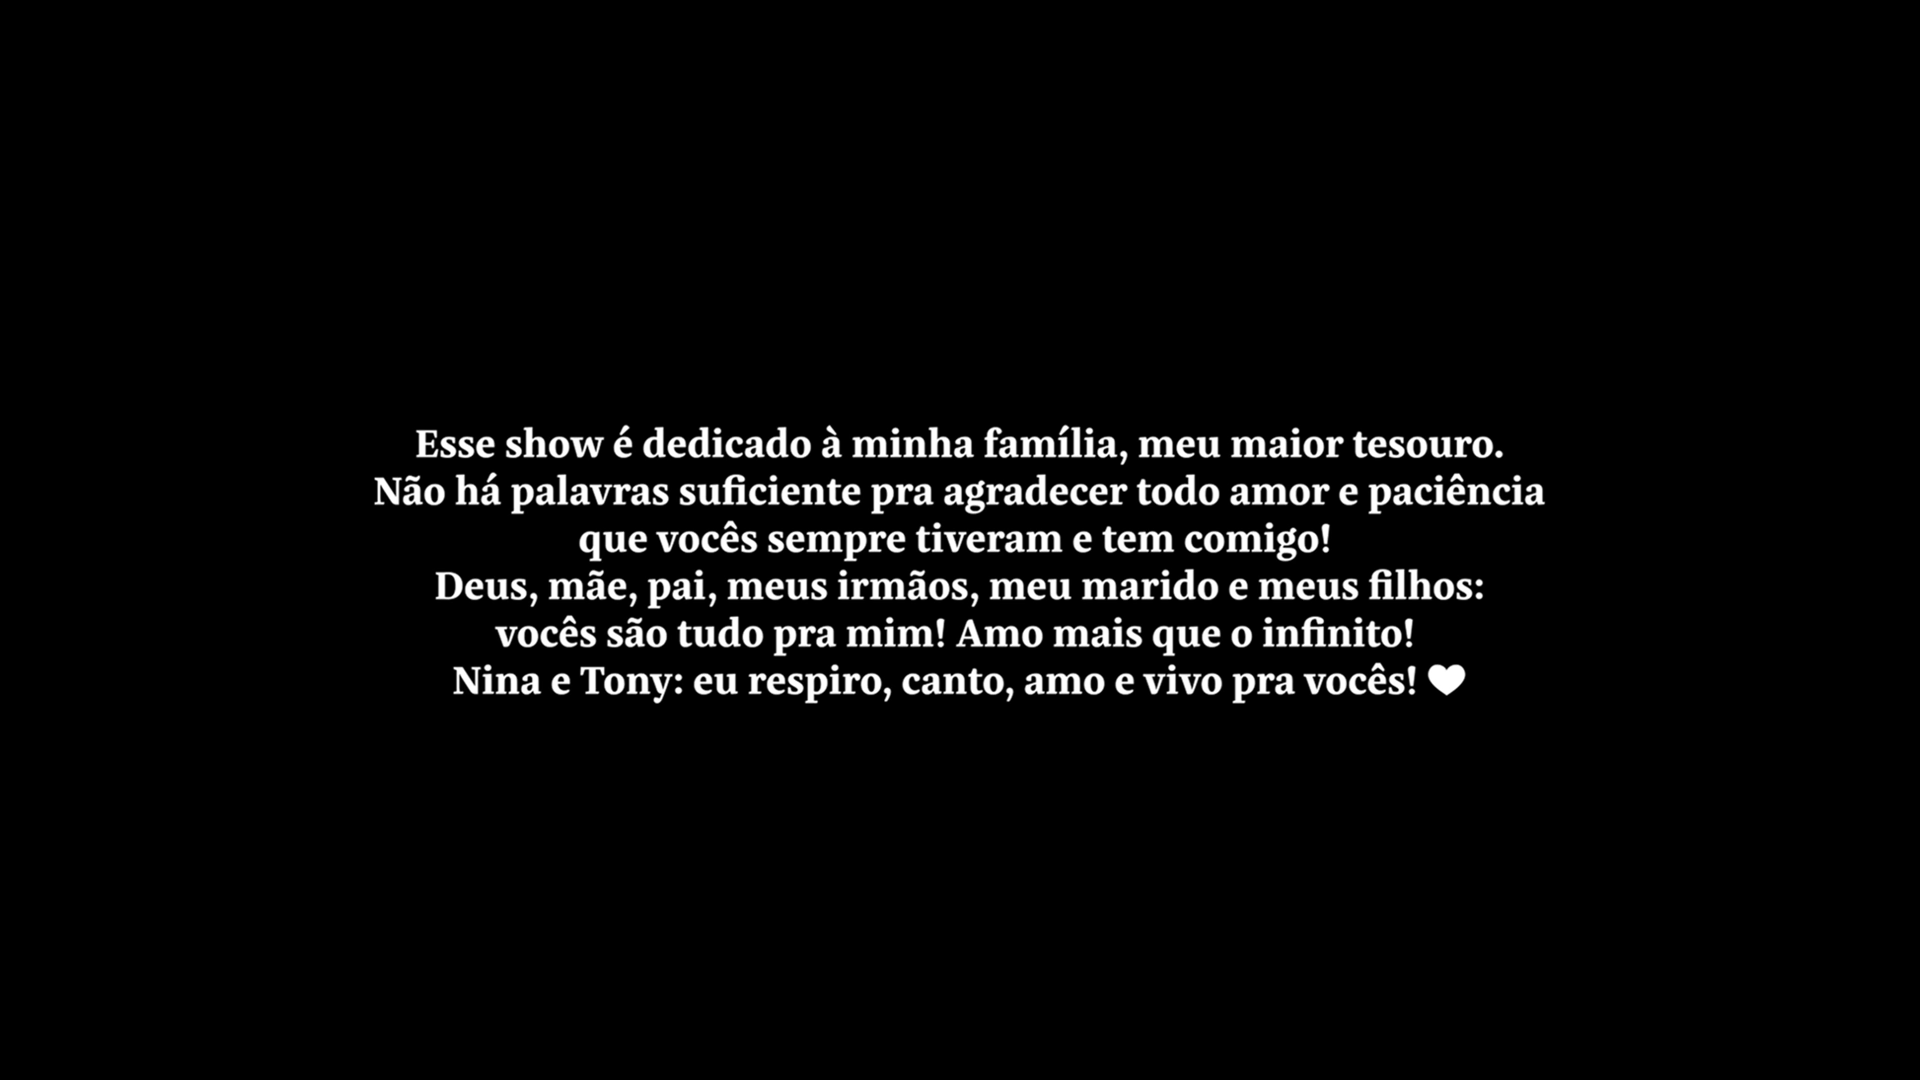 Esse show é dedicado à minha família, meu maior tesouro.
Não há palavras suficiente pra agradecer todo amor e paciência
que vocês sempre tiveram e tem comigo!
Deus, mãe, pai, meus irmãos, meu marido e meus filhos:
vocês são tudo pra mim! Amo mais que o infinito!
Nina e Tony: eu respiro, canto, amo e vivo pra vocês! ♥